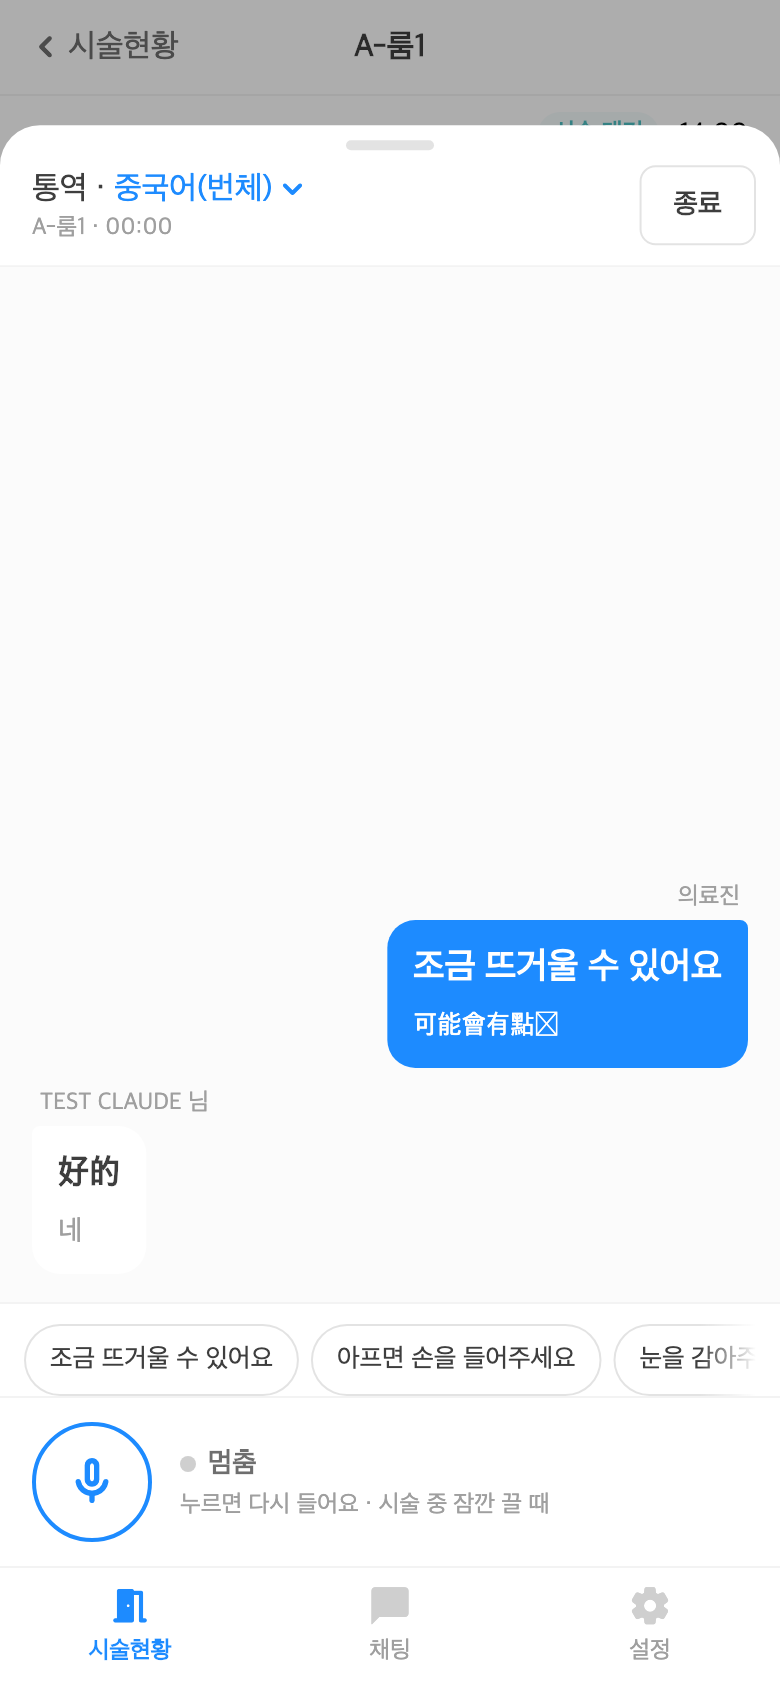 시술현황
A-룸1
통역 · 중국어(번체)
A-룸1 · 00:00
종료
의료진
조금 뜨거울 수 있어요
可能會有點
TEST CLAUDE 님
好的
네
조금 뜨거울 수 있어요
아프면 손을 들어주세요
눈을 감아주
멈춤
누르면 다시 들어요 · 시술 중 잠깐 끌 때
시술현황
채팅
설정